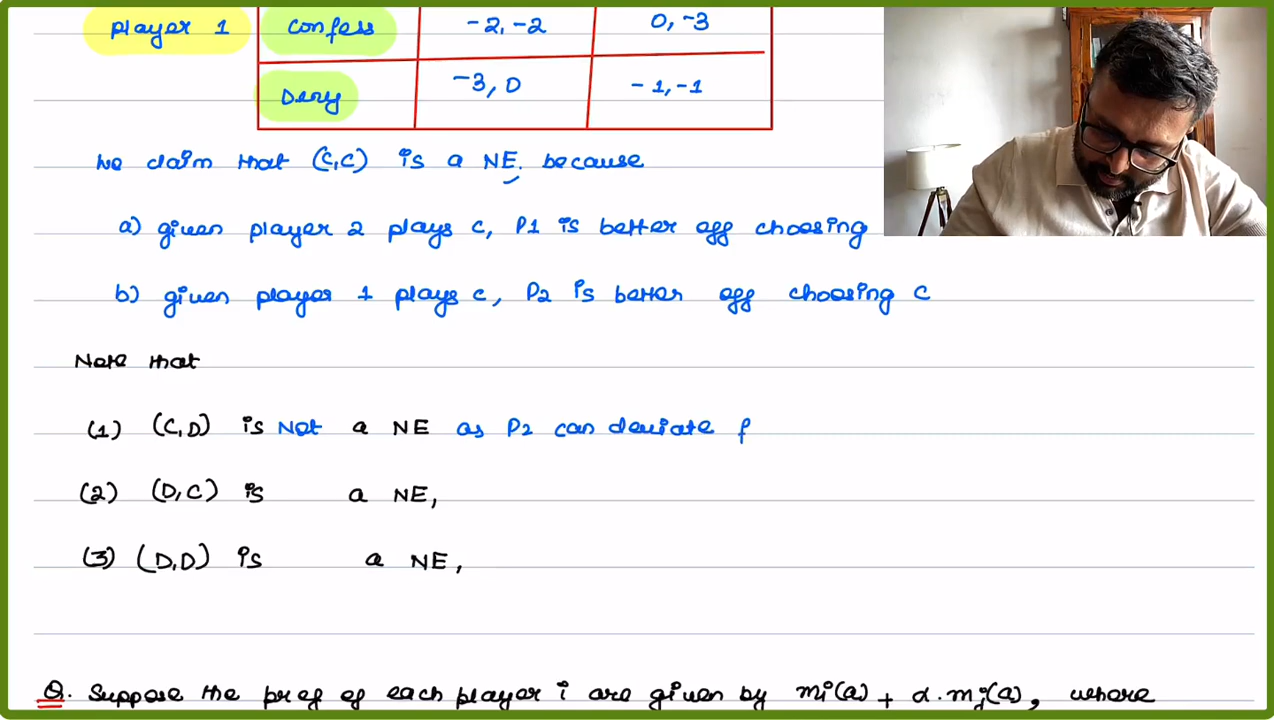 player 1 Confess -2, -2 0, -3
Deny -3, 0 -1, -1
We claim that (C,C) is a NE. because
a) given player 2 plays C, P1 is better off choosing
b) given player 1 plays C, P2 is better off choosing C
Note that
(1) (C,D) is Not a NE as P2 can deviate f
(2) (D,C) is a NE,
(3) (D,D) is a NE,
Q. Suppose the pref of each player i are given by mi(a) + α.mj(a), where